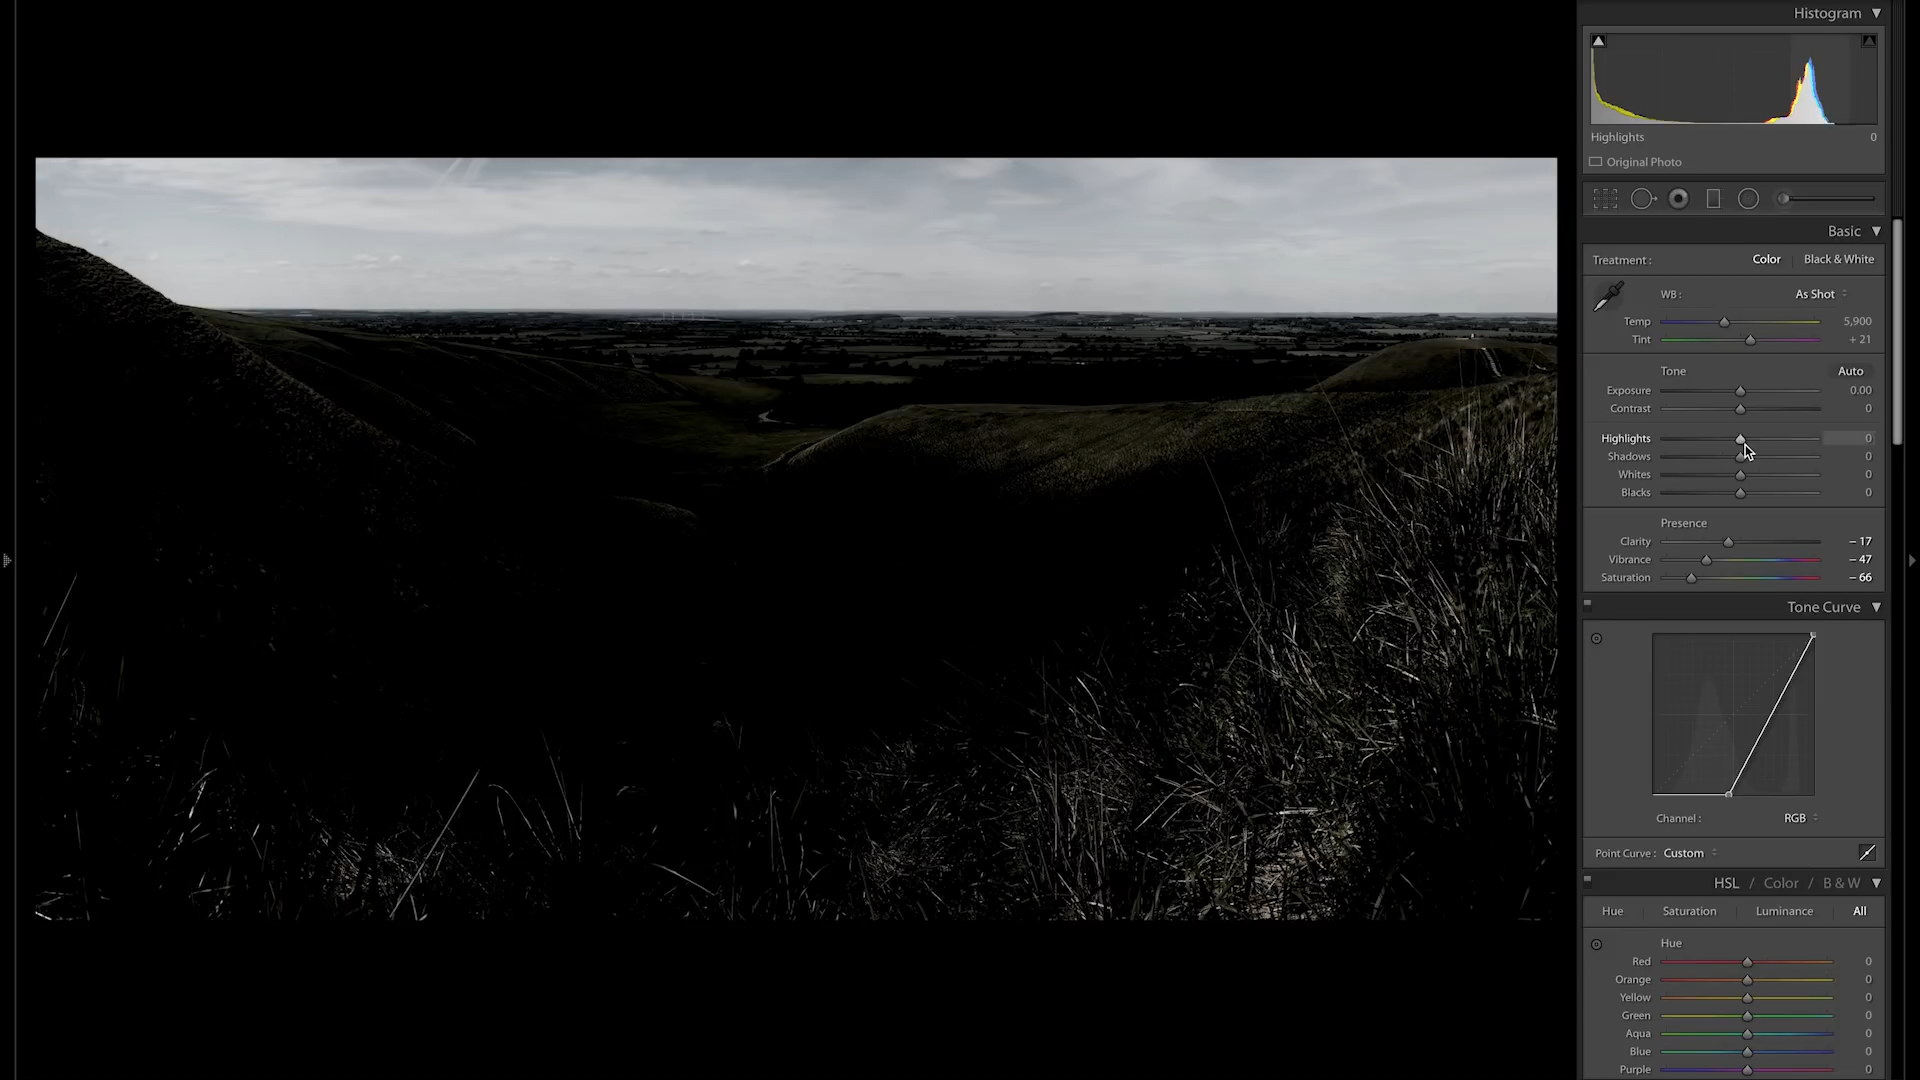 Histogram
Highlights 0
Original Photo
Basic
Treatment : Color Black & White
WB : As Shot
Temp 5,900
Tint + 21
Tone Auto
Exposure 0.00
Contrast 0
Highlights 0
Shadows 0
Whites 0
Blacks 0
Presence
Clarity – 17
Vibrance – 47
Saturation – 66
Tone Curve
Channel : RGB
Point Curve : Custom
HSL / Color / B & W
Hue Saturation Luminance All
Hue
Red 0
Orange 0
Yellow 0
Green 0
Aqua 0
Blue 0
Purple 0